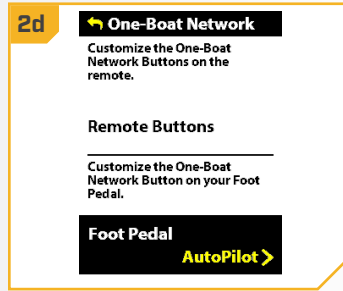 2d
One-Boat Network
Customize the One-Boat
Network Buttons on the
remote.
Remote Buttons
Customize the One-Boat
Network Button on your Foot
Pedal.
Foot Pedal
AutoPilot >